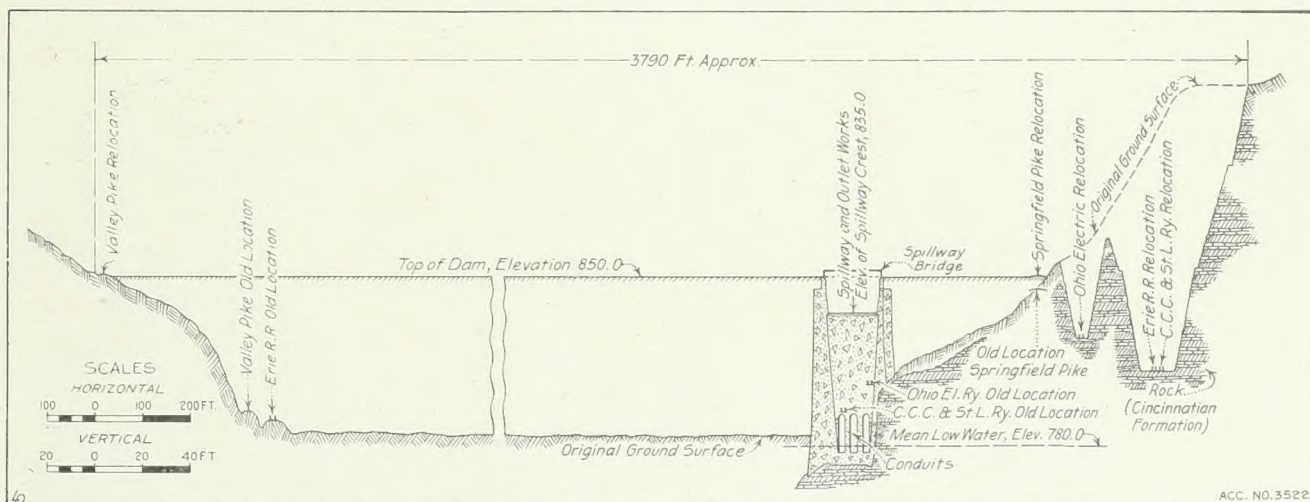 3790 Ft. Approx.
Valley Pike Relocation
Valley Pike Old Location
Erie R.R. Old Location
Top of Dam, Elevation 850.0
Spillway and Outlet Works
Elev. of Spillway Crest, 835.0
Spillway
Bridge
Springfield Pike Relocation
Ohio Electric Relocation
Original Ground Surface
Erie R.R. Relocation
C.C.C. & St. L. Ry. Relocation
SCALES
HORIZONTAL
100 0 100 200 FT.
VERTICAL
20 0 20 40 FT
Original Ground Surface
Old Location
Springfield Pike
Ohio El. Ry. Old Location
C.C.C. & St. L. Ry. Old Location
Mean Low Water, Elev. 780.0
Conduits
Rock
(Cincinnatian
Formation)
ACC. NO. 3522